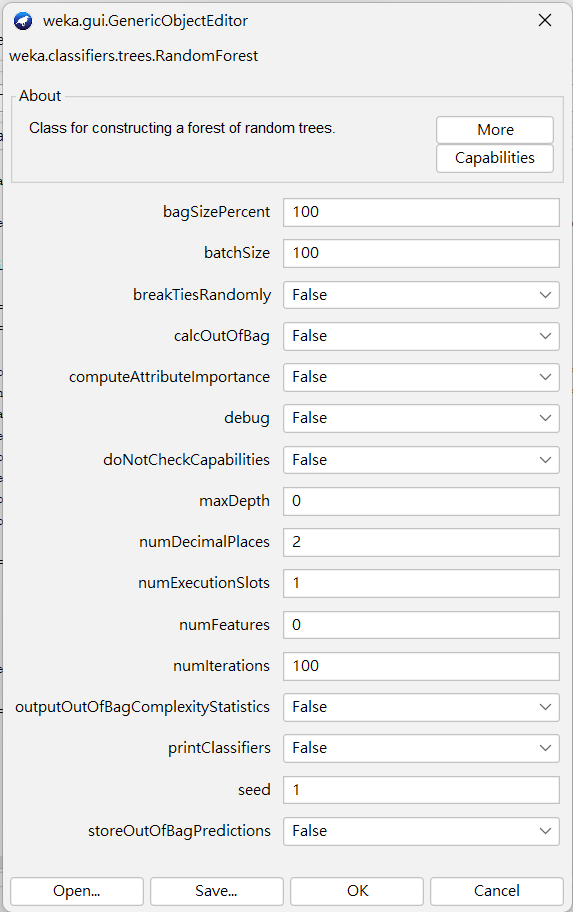 weka.gui.GenericObjectEditor
weka.classifiers.trees.RandomForest
About
Class for constructing a forest of random trees.
More
Capabilities
bagSizePercent 100
batchSize 100
breakTiesRandomly False
calcOutOfBag False
computeAttributeImportance False
debug False
doNotCheckCapabilities False
maxDepth 0
numDecimalPlaces 2
numExecutionSlots 1
numFeatures 0
numIterations 100
outputOutOfBagComplexityStatistics False
printClassifiers False
seed 1
storeOutOfBagPredictions False
Open... Save... OK Cancel